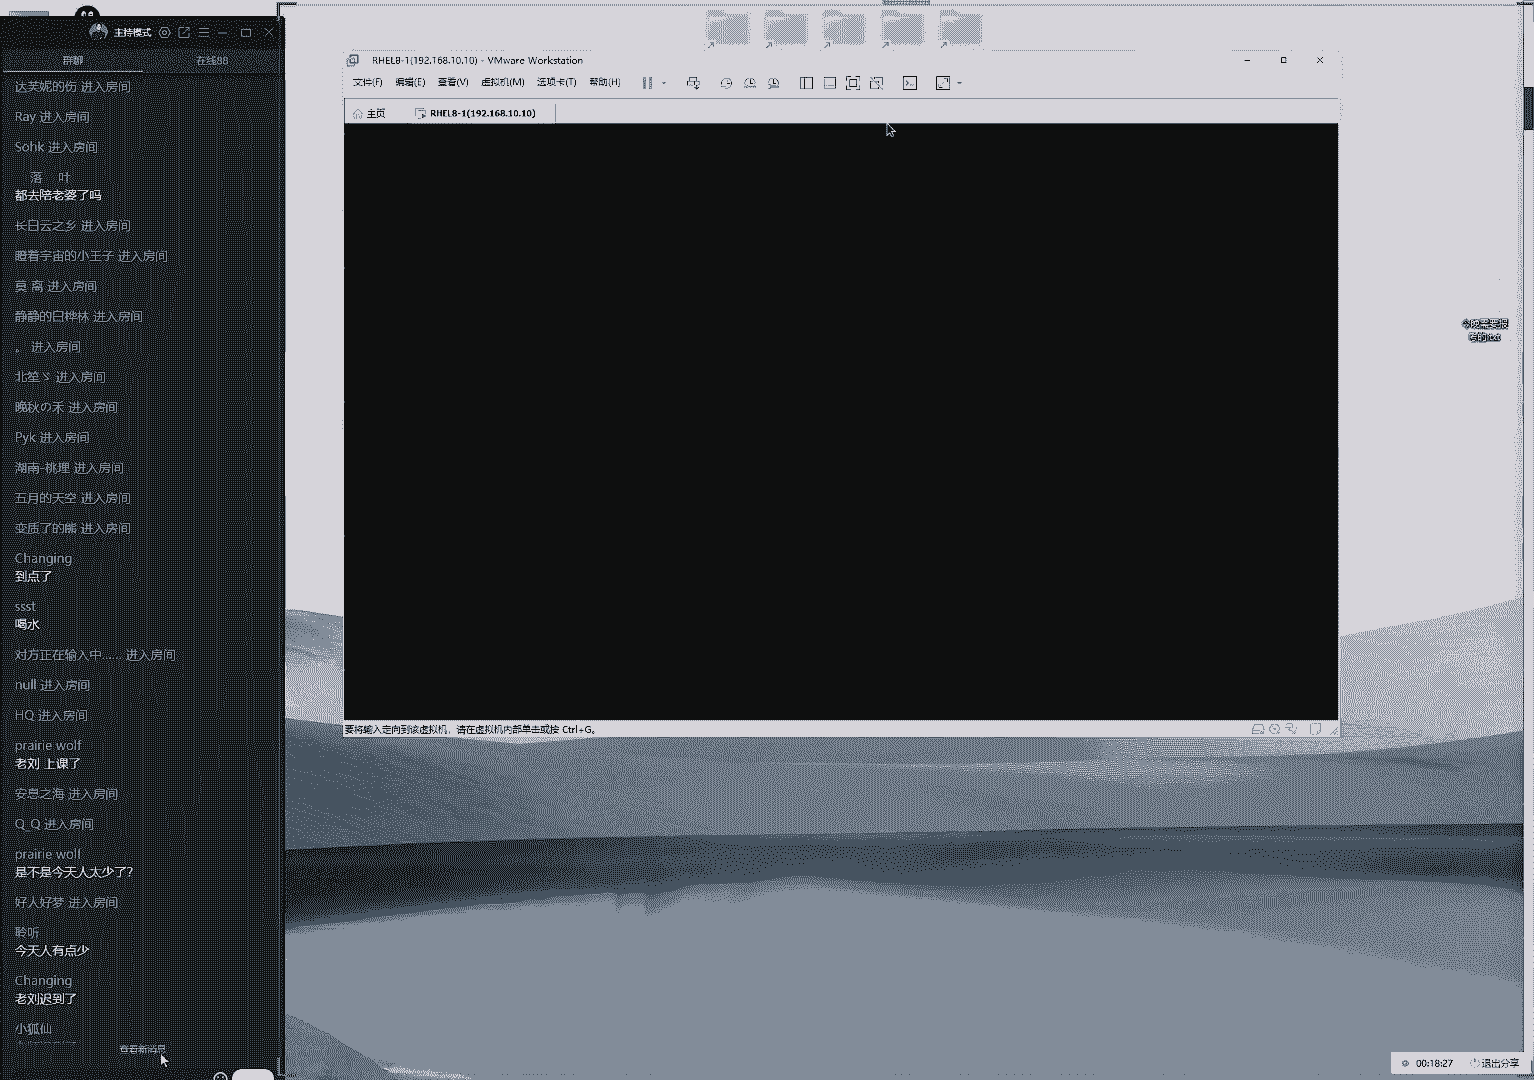 主持模式
群聊
在线88
达芙妮的伤 进入房间
Ray 进入房间
Sohk 进入房间
落 叶
都去陪老婆了吗
长日云之乡 进入房间
瞪着宇宙的小王子 进入房间
莫 离 进入房间
静静的白桦林 进入房间
。 进入房间
北笙ゞ 进入房间
晚秋の禾 进入房间
Pyk 进入房间
湖南-桃理 进入房间
五月的天空 进入房间
变质了的熊 进入房间
Changing
到点了
ssst
喝水
对方正在输入中...... 进入房间
null 进入房间
HQ 进入房间
prairie wolf
老刘 上课了
安息之海 进入房间
Q_Q 进入房间
prairie wolf
是不是今天人太少了?
好人好梦 进入房间
聆听
今天人有点少
Changing
老刘迟到了
小狐仙
查看新消息
RHEL8-1(192.168.10.10) - VMware Workstation
文件(F) 编辑(E) 查看(V) 虚拟机(M) 选项卡(T) 帮助(H)
主页
RHEL8-1(192.168.10.10)
要将输入定向到该虚拟机，请在虚拟机内部单击或按 Ctrl+G。
今晚需要报
考的.txt
00:18:27
退出分享